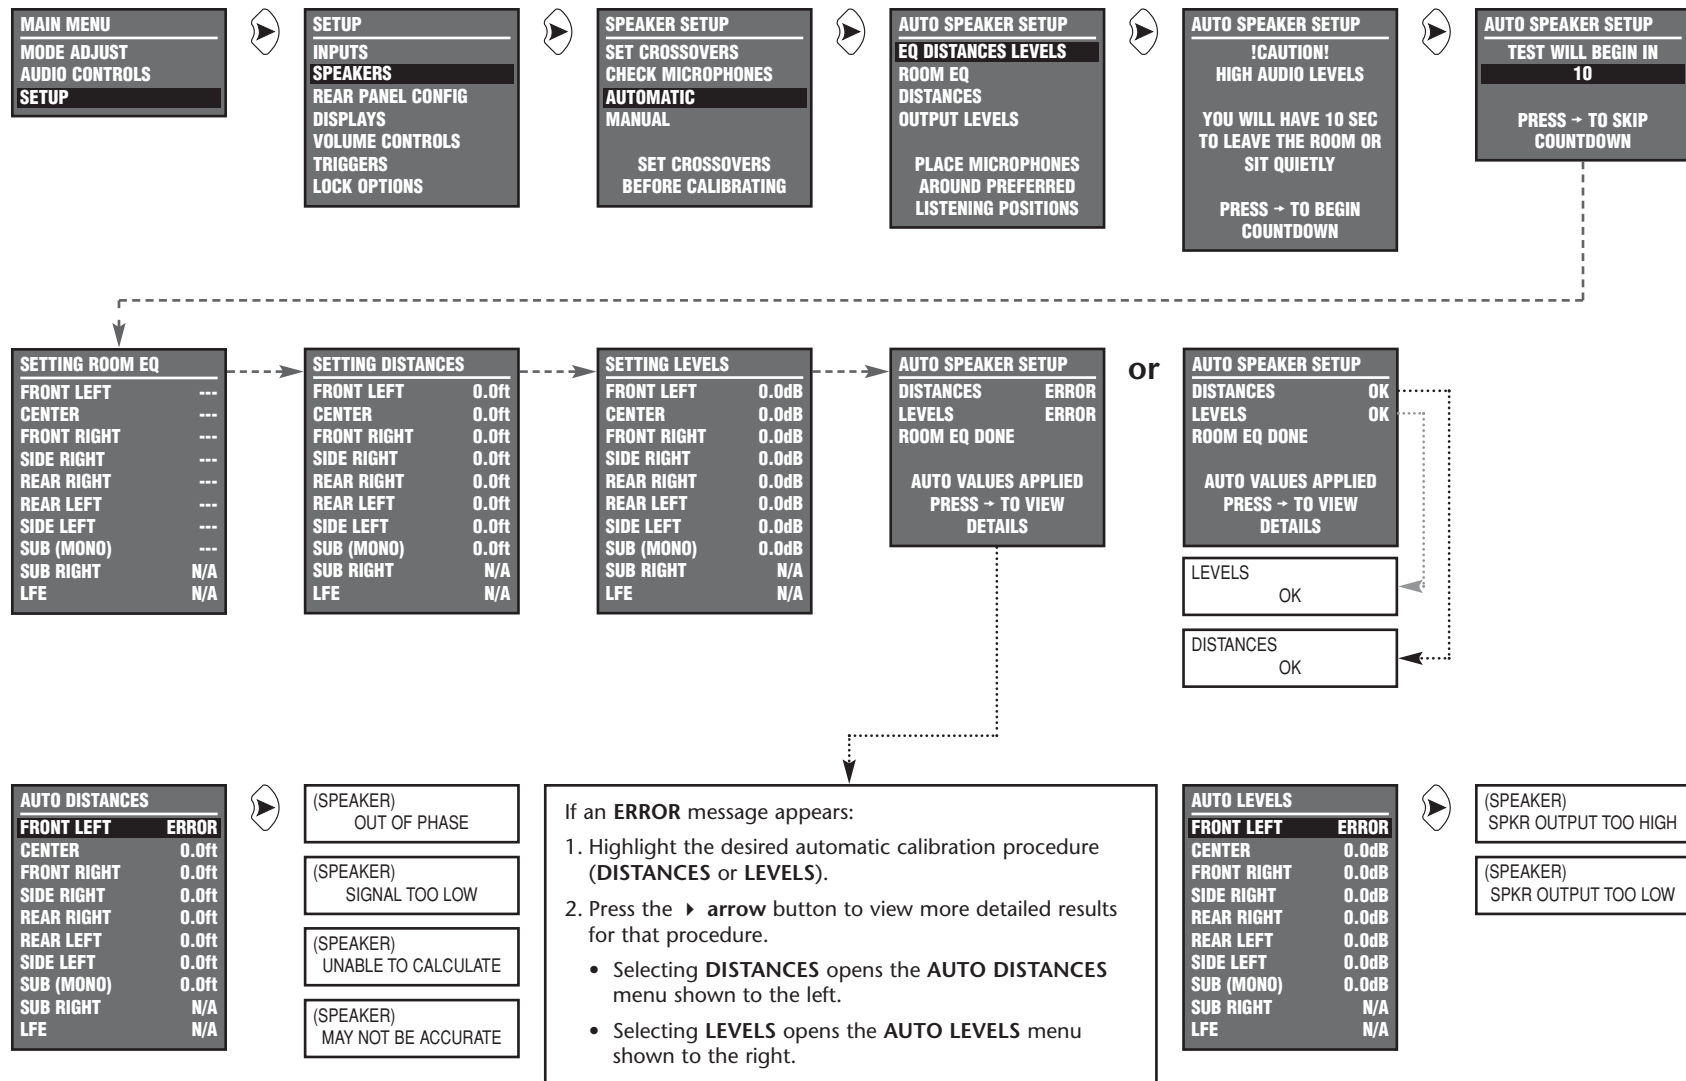 MAIN MENU
MODE ADJUST
AUDIO CONTROLS
SETUP
SETUP
INPUTS
SPEAKERS
REAR PANEL CONFIG
DISPLAYS
VOLUME CONTROLS
TRIGGERS
LOCK OPTIONS
SPEAKER SETUP
SET CROSSOVERS
CHECK MICROPHONES
AUTOMATIC
MANUAL
SET CROSSOVERS
BEFORE CALIBRATING
AUTO SPEAKER SETUP
EQ DISTANCES LEVELS
ROOM EQ
DISTANCES
OUTPUT LEVELS
PLACE MICROPHONES
AROUND PREFERRED
LISTENING POSITIONS
AUTO SPEAKER SETUP
!CAUTION!
HIGH AUDIO LEVELS
YOU WILL HAVE 10 SEC
TO LEAVE THE ROOM OR
SIT QUIETLY
PRESS → TO BEGIN
COUNTDOWN
AUTO SPEAKER SETUP
TEST WILL BEGIN IN
10
PRESS → TO SKIP
COUNTDOWN
SETTING ROOM EQ
FRONT LEFT ---
CENTER ---
FRONT RIGHT ---
SIDE RIGHT ---
REAR RIGHT ---
REAR LEFT ---
SIDE LEFT ---
SUB (MONO) ---
SUB RIGHT N/A
LFE N/A
SETTING DISTANCES
FRONT LEFT 0.0ft
CENTER 0.0ft
FRONT RIGHT 0.0ft
SIDE RIGHT 0.0ft
REAR RIGHT 0.0ft
REAR LEFT 0.0ft
SIDE LEFT 0.0ft
SUB (MONO) 0.0ft
SUB RIGHT N/A
LFE N/A
SETTING LEVELS
FRONT LEFT 0.0dB
CENTER 0.0dB
FRONT RIGHT 0.0dB
SIDE RIGHT 0.0dB
REAR RIGHT 0.0dB
REAR LEFT 0.0dB
SIDE LEFT 0.0dB
SUB (MONO) 0.0dB
SUB RIGHT N/A
LFE N/A
AUTO SPEAKER SETUP
DISTANCES ERROR
LEVELS ERROR
ROOM EQ DONE
AUTO VALUES APPLIED
PRESS → TO VIEW
DETAILS
or
AUTO SPEAKER SETUP
DISTANCES OK
LEVELS OK
ROOM EQ DONE
AUTO VALUES APPLIED
PRESS → TO VIEW
DETAILS
LEVELS
OK
DISTANCES
OK
AUTO DISTANCES
FRONT LEFT ERROR
CENTER 0.0ft
FRONT RIGHT 0.0ft
SIDE RIGHT 0.0ft
REAR RIGHT 0.0ft
REAR LEFT 0.0ft
SIDE LEFT 0.0ft
SUB (MONO) 0.0ft
SUB RIGHT N/A
LFE N/A
(SPEAKER)
OUT OF PHASE
(SPEAKER)
SIGNAL TOO LOW
(SPEAKER)
UNABLE TO CALCULATE
(SPEAKER)
MAY NOT BE ACCURATE
If an ERROR message appears:
1. Highlight the desired automatic calibration procedure
(DISTANCES or LEVELS).
2. Press the ▸ arrow button to view more detailed results
for that procedure.
• Selecting DISTANCES opens the AUTO DISTANCES
menu shown to the left.
• Selecting LEVELS opens the AUTO LEVELS menu
shown to the right.
AUTO LEVELS
FRONT LEFT ERROR
CENTER 0.0dB
FRONT RIGHT 0.0dB
SIDE RIGHT 0.0dB
REAR RIGHT 0.0dB
REAR LEFT 0.0dB
SIDE LEFT 0.0dB
SUB (MONO) 0.0dB
SUB RIGHT N/A
LFE N/A
(SPEAKER)
SPKR OUTPUT TOO HIGH
(SPEAKER)
SPKR OUTPUT TOO LOW